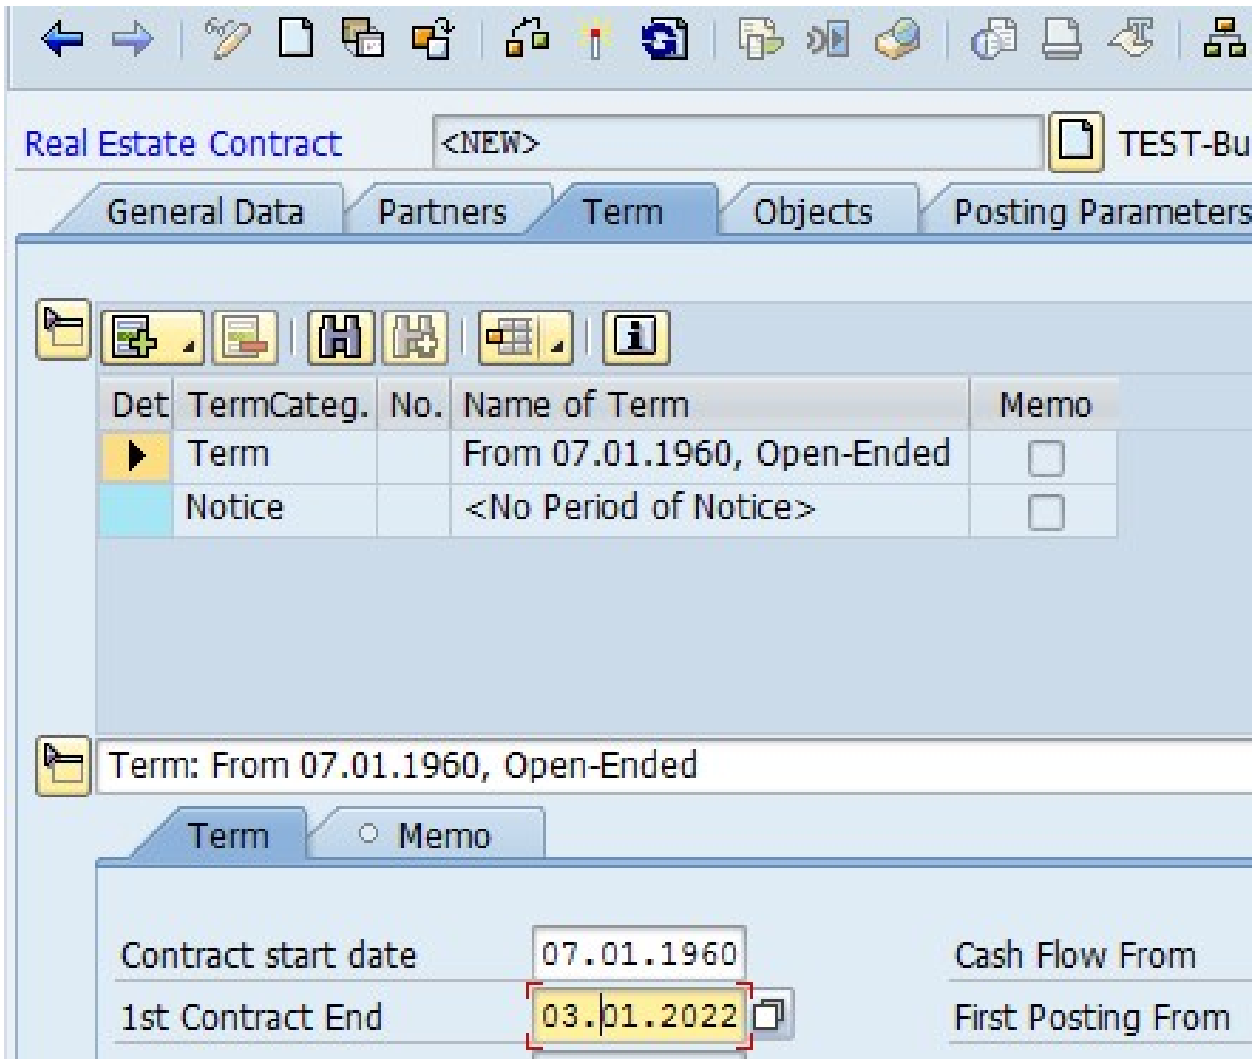 Real Estate Contract <NEW> TEST-Bu
General Data Partners Term Objects Posting Parameters
Det TermCateg. No. Name of Term Memo
Term From 07.01.1960, Open-Ended
Notice <No Period of Notice>
Term: From 07.01.1960, Open-Ended
Term Memo
Contract start date 07.01.1960 Cash Flow From
1st Contract End 03.01.2022 First Posting From